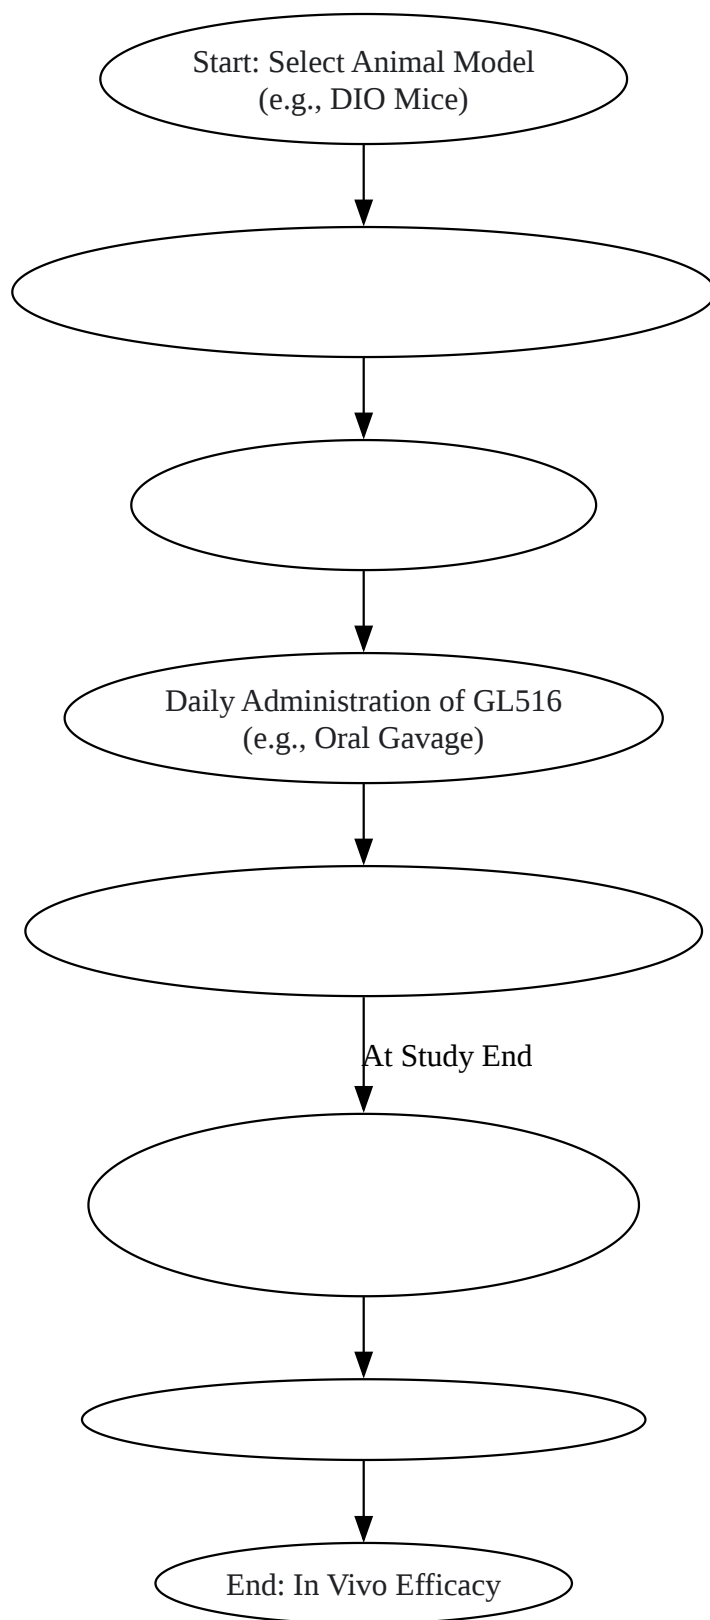 Start: Select Animal Model
(e.g., DIO Mice)
Daily Administration of GL516
(e.g., Oral Gavage)
At Study End
End: In Vivo Efficacy